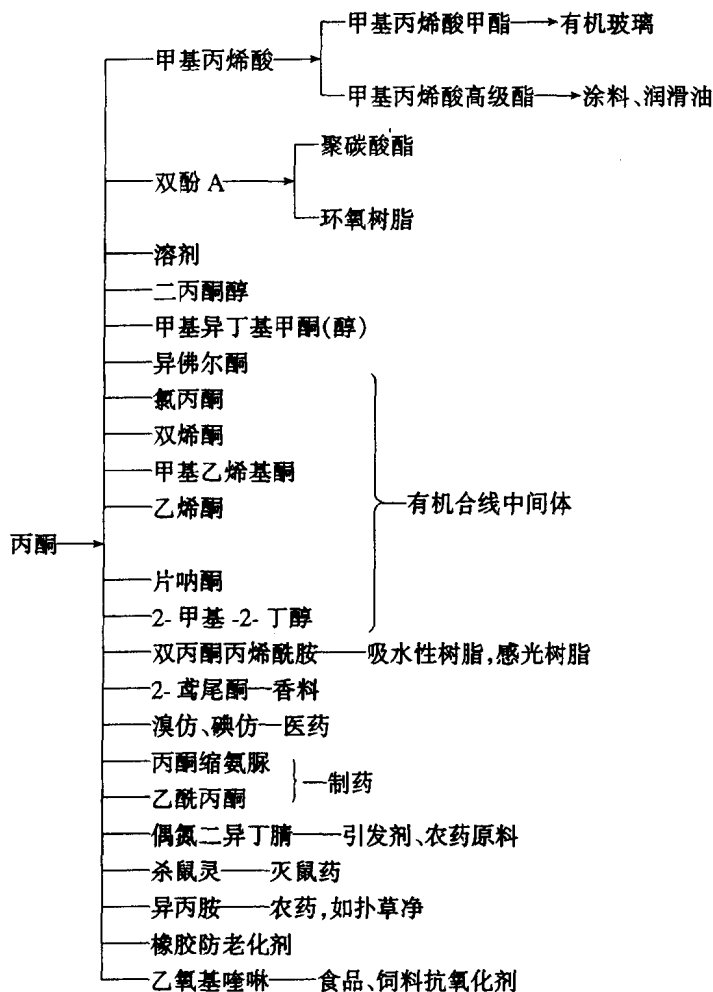 甲基丙烯酸甲酯 有机玻璃
甲基丙烯酸
甲基丙烯酸高级酯 涂料、润滑油
聚碳酸酯
双酚 A
环氧树脂
溶剂
二丙酮醇
甲基异丁基甲酮(醇)
异佛尔酮
氯丙酮
双烯酮
甲基乙烯基酮
乙烯酮
有机合线中间体
丙酮
片呐酮
2-甲基-2-丁醇
双丙酮丙烯酰胺 吸水性树脂,感光树脂
2-鸢尾酮 香料
溴仿、碘仿 医药
丙酮缩氨脲
乙酰丙酮
制药
偶氮二异丁腈 引发剂、农药原料
杀鼠灵 灭鼠药
异丙胺 农药,如扑草净
橡胶防老化剂
乙氧基喹啉 食品、饲料抗氧化剂